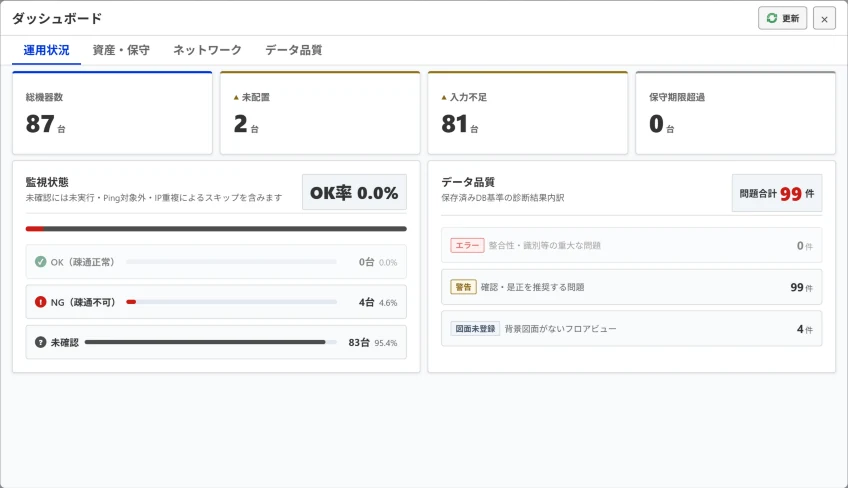 ダッシュボード
更新
×
運用状況 資産・保守 ネットワーク データ品質
総機器数
87 台
▲ 未配置
2 台
▲ 入力不足
81 台
保守期限超過
0 台
監視状態
未確認には未実行・Ping対象外・IP重複によるスキップを含みます
OK率 0.0%
✓ OK（疎通正常） 0台 0.0%
! NG（疎通不可） 4台 4.6%
? 未確認 83台 95.4%
データ品質
保存済みDB基準の診断結果内訳
問題合計 99 件
エラー 整合性・識別等の重大な問題 0 件
警告 確認・是正を推奨する問題 99 件
図面未登録 背景図面がないフロアビュー 4 件